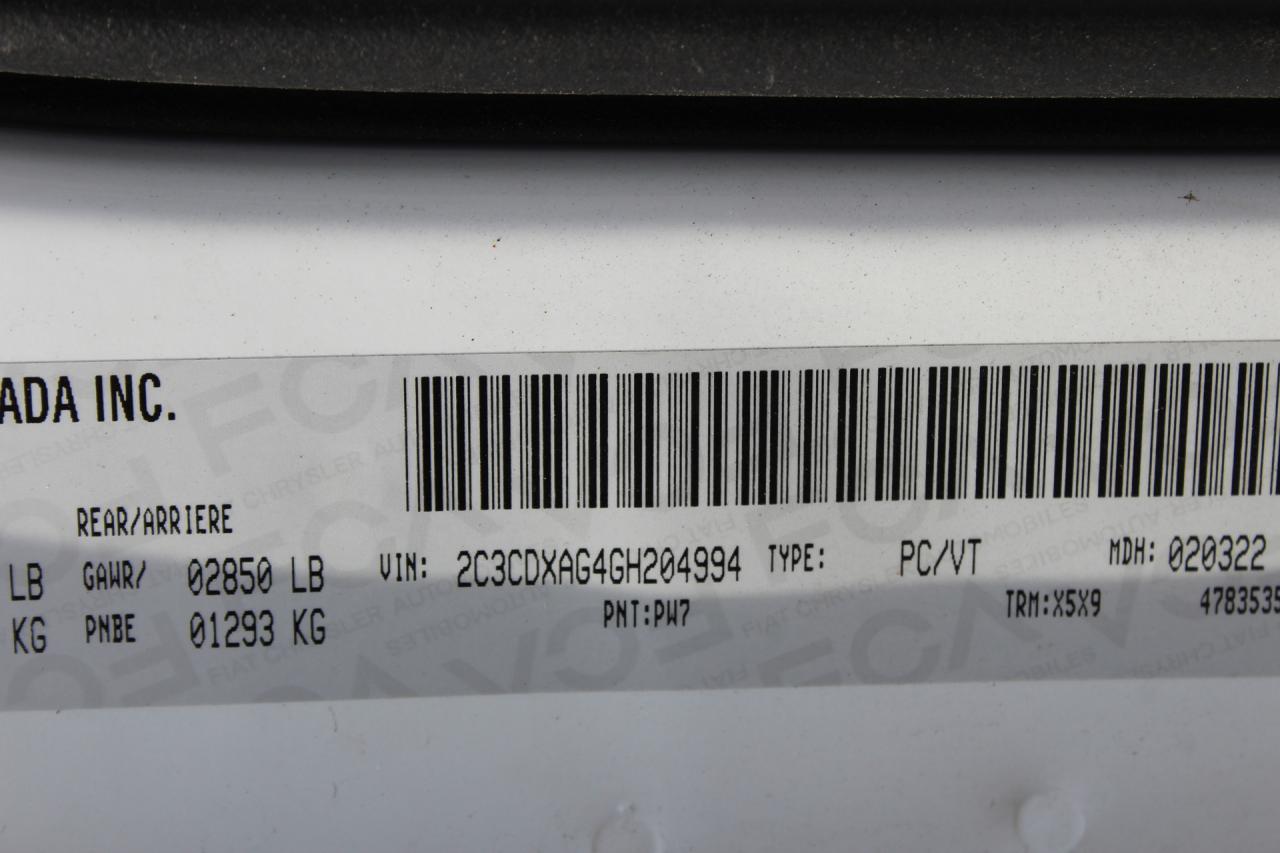 ADA INC.
REAR/ARRIERE
LB GAWR/ 02850 LB
KG PNBE 01293 KG
VIN: 2C3CDXAG4GH204994 TYPE: PC/VT MDH: 020322
PNT:PW7 TRM:X5X9 4783535